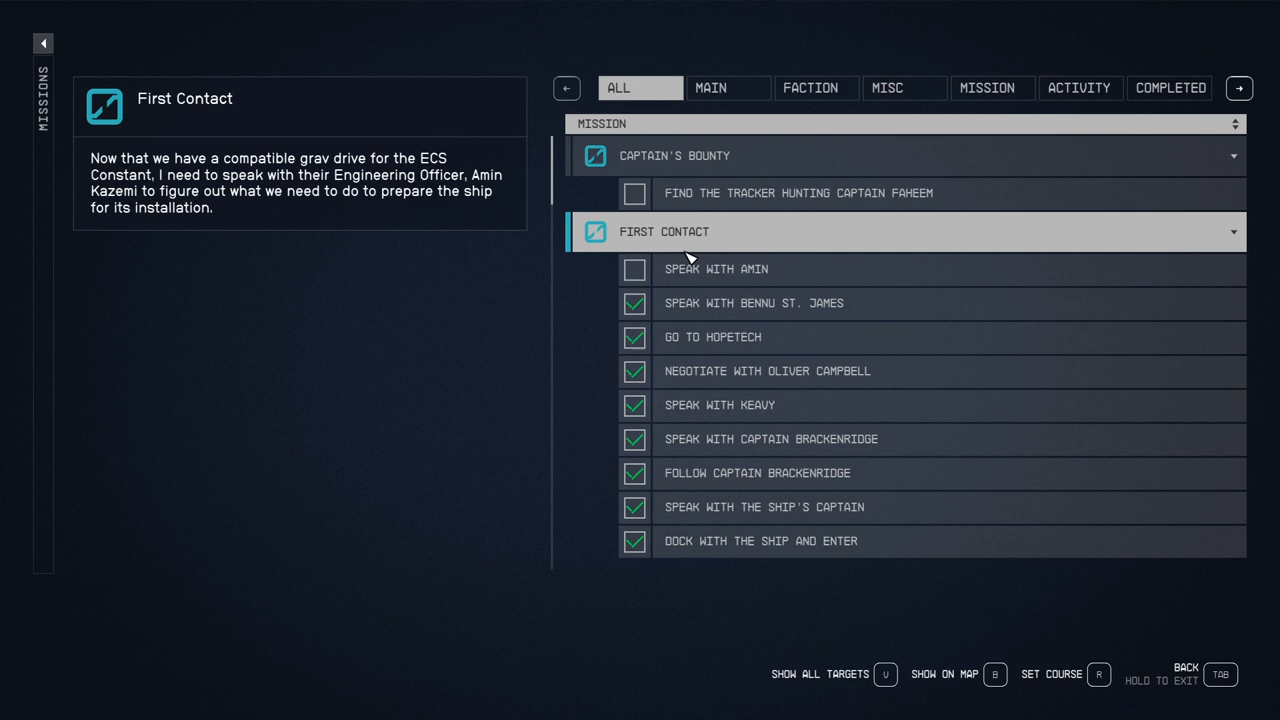 MISSIONS
First Contact
Now that we have a compatible grav drive for the ECS
Constant, I need to speak with their Engineering Officer, Amin
Kazemi to figure out what we need to do to prepare the ship
for its installation.
ALL
MAIN
FACTION
MISC
MISSION
ACTIVITY
COMPLETED
MISSION
CAPTAIN'S BOUNTY
FIND THE TRACKER HUNTING CAPTAIN FAHEEM
FIRST CONTACT
SPEAK WITH AMIN
SPEAK WITH BENNU ST. JAMES
GO TO HOPETECH
NEGOTIATE WITH OLIVER CAMPBELL
SPEAK WITH KEAVY
SPEAK WITH CAPTAIN BRACKENRIDGE
FOLLOW CAPTAIN BRACKENRIDGE
SPEAK WITH THE SHIP'S CAPTAIN
DOCK WITH THE SHIP AND ENTER
SHOW ALL TARGETS V
SHOW ON MAP B
SET COURSE R
BACK
HOLD TO EXIT
TAB